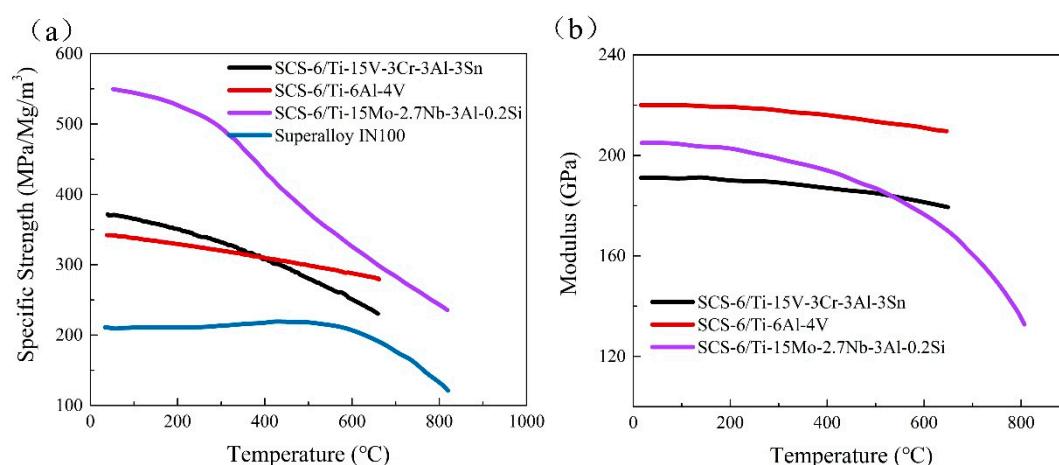 (a)
Specific Strength (MPa/Mg/m³)
600
500
400
300
200
100
SCS-6/Ti-15V-3Cr-3Al-3Sn
SCS-6/Ti-6Al-4V
SCS-6/Ti-15Mo-2.7Nb-3Al-0.2Si
Superalloy IN100
0 200 400 600 800 1000
Temperature (℃)
(b)
Modulus (GPa)
240
200
160
120
SCS-6/Ti-15V-3Cr-3Al-3Sn
SCS-6/Ti-6Al-4V
SCS-6/Ti-15Mo-2.7Nb-3Al-0.2Si
0 200 400 600 800
Temperature (℃)